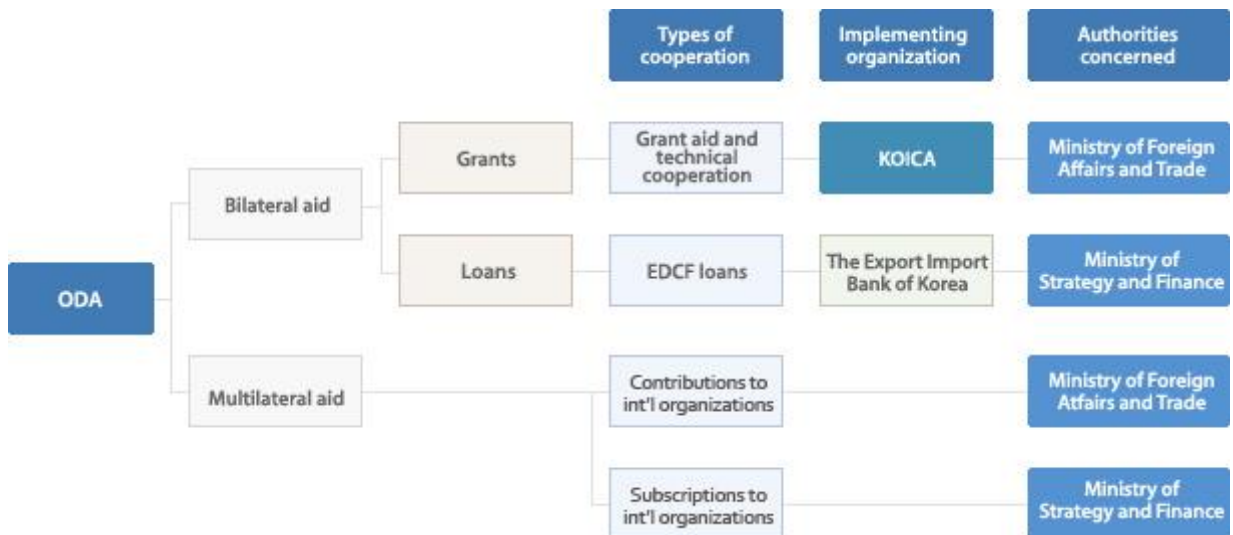 Types of
cooperation
Implementing
organization
Authorities
concerned
Grants
Grant aid and
technical
cooperation
KOICA
Ministry of Foreign
Affairs and Trade
Bilateral aid
Loans
EDCF loans
The Export Import
Bank of Korea
Ministry of
Strategy and Finance
ODA
Multilateral aid
Contributions to
int'l organizations
Ministry of Foreign
Atfairs and Trade
Subscriptions to
int'l organizations
Ministry of
Strategy and Finance